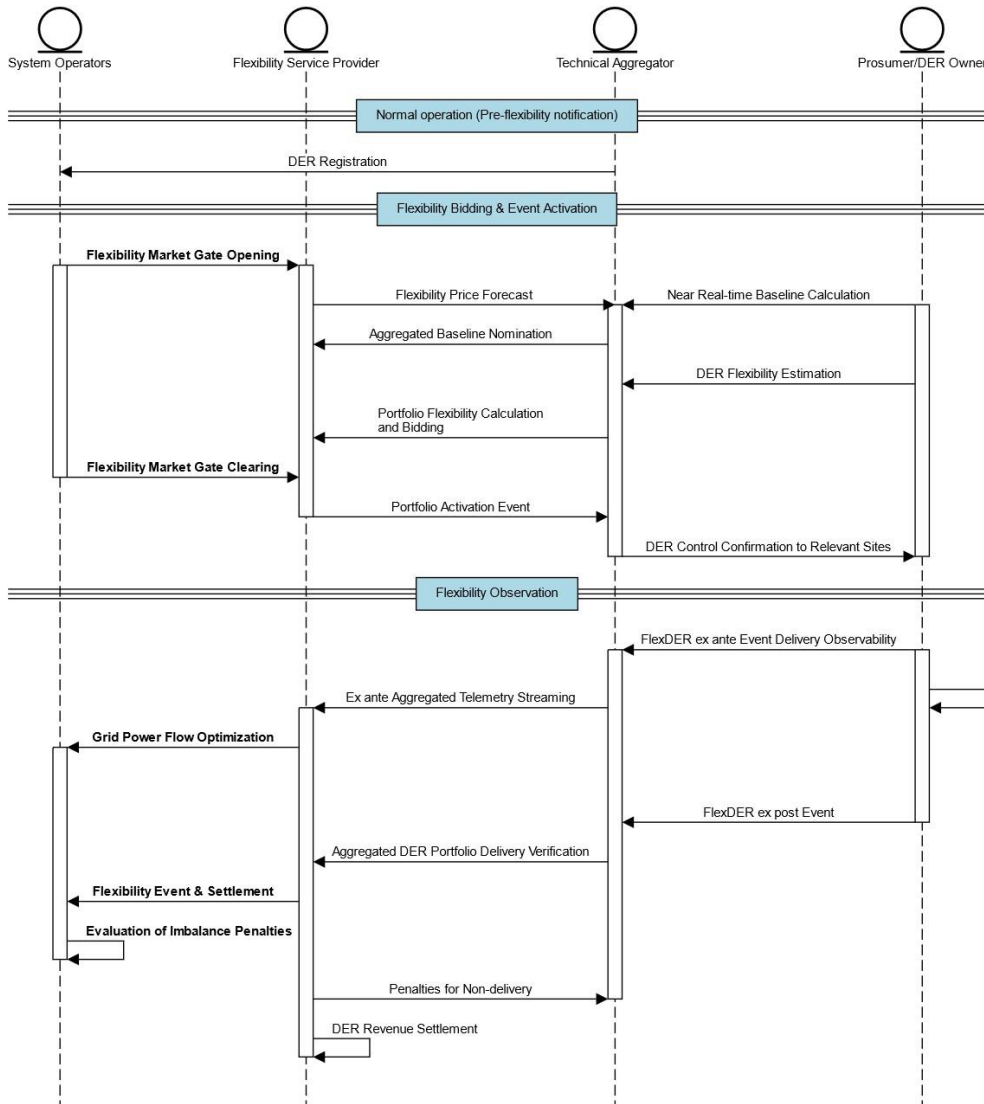 System Operators
Flexibility Service Provider
Technical Aggregator
Prosumer/DER Owner
Normal operation (Pre-flexibility notification)
DER Registration
Flexibility Bidding & Event Activation
Flexibility Market Gate Opening
Flexibility Price Forecast
Near Real-time Baseline Calculation
Aggregated Baseline Nomination
DER Flexibility Estimation
Portfolio Flexibility Calculation
and Bidding
Flexibility Market Gate Clearing
Portfolio Activation Event
DER Control Confirmation to Relevant Sites
Flexibility Observation
FlexDER ex ante Event Delivery Observability
Ex ante Aggregated Telemetry Streaming
Grid Power Flow Optimization
FlexDER ex post Event
Aggregated DER Portfolio Delivery Verification
Flexibility Event & Settlement
Evaluation of Imbalance Penalties
Penalties for Non-delivery
DER Revenue Settlement